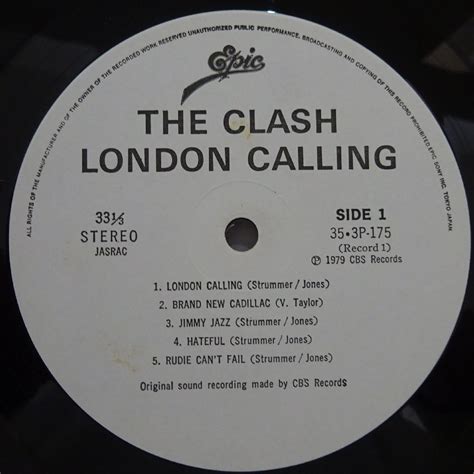 ALL RIGHTS OF THE MANUFACTURER AND OF THE OWNER OF THE RECORDED WORK RESERVED UNAUTHORIZED PUBLIC PERFORMANCE, BROADCASTING AND COPYING OF THIS RECORD PROHIBITED.EPIC/SONY INC. TOKYO JAPAN
Epic
THE CLASH
LONDON CALLING
33⅓
STEREO
JASRAC
SIDE 1
35•3P-175
(Record 1)
℗ 1979 CBS Records
1. LONDON CALLING (Strummer/Jones)
2. BRAND NEW CADILLAC (V. Taylor)
3. JIMMY JAZZ (Strummer/Jones)
4. HATEFUL (Strummer/Jones)
5. RUDIE CAN'T FAIL (Strummer/Jones)
Original sound recording made by CBS Records